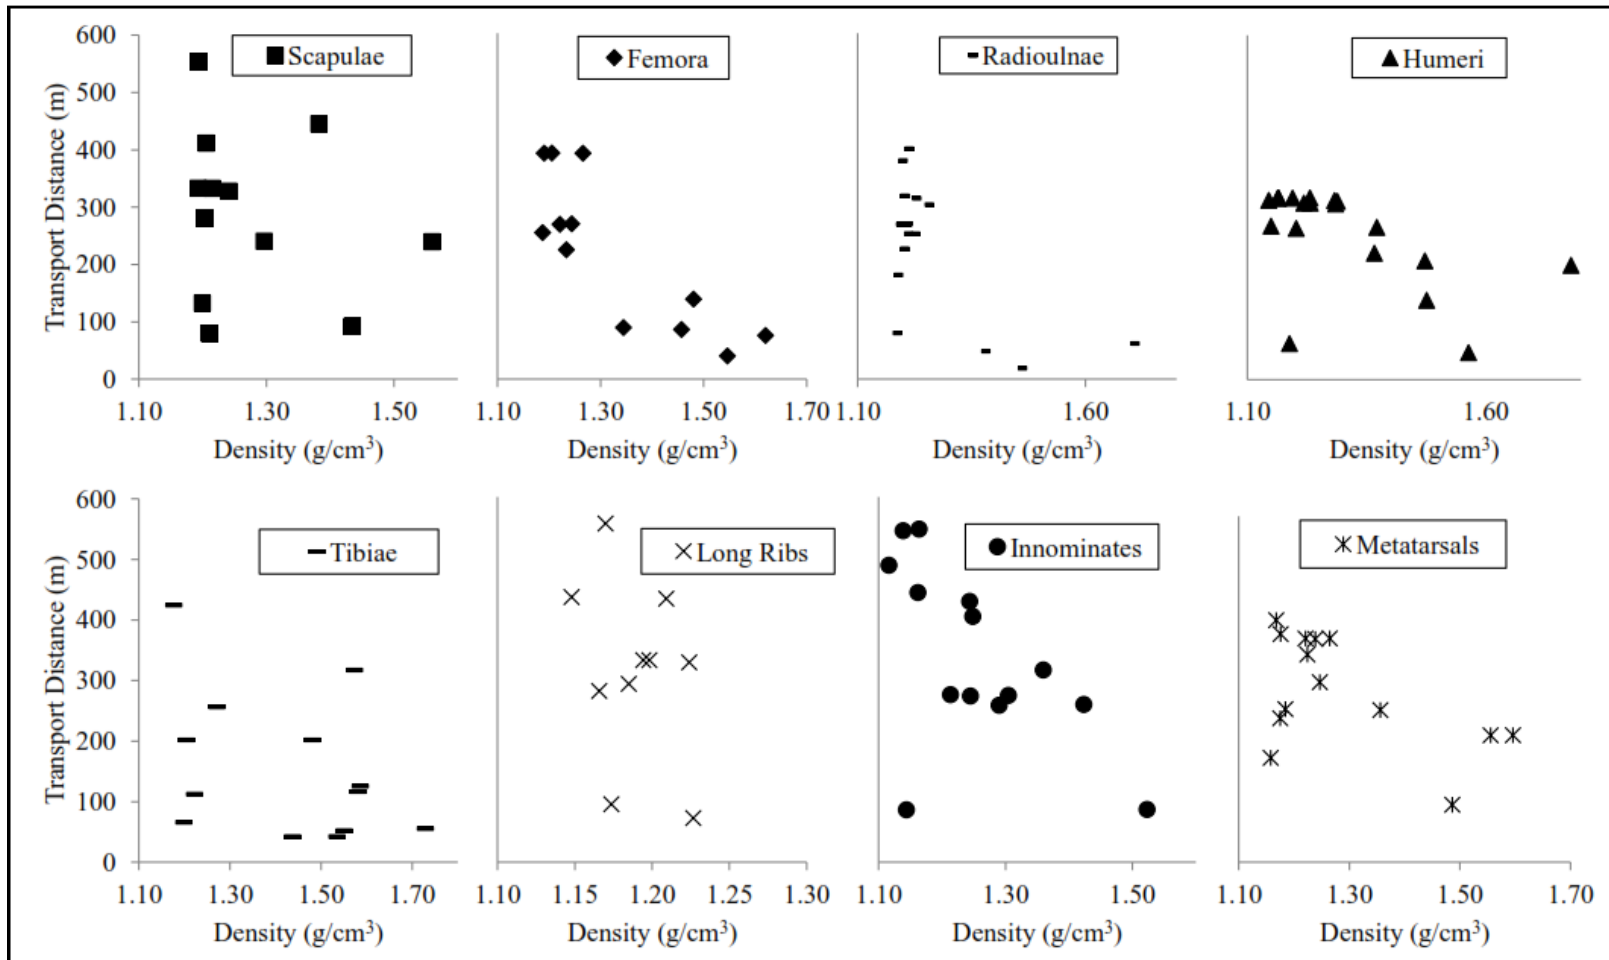 Scapulae
Femora
Radioulnae
Humeri
Transport Distance (m)
600
500
400
300
200
100
0
1.10 1.30 1.50
1.10 1.30 1.50 1.70
1.10 1.60
1.10 1.60
Density (g/cm³)
Density (g/cm³)
Density (g/cm³)
Density (g/cm³)
Tibiae
Long Ribs
Innominates
Metatarsals
Transport Distance (m)
600
500
400
300
200
100
0
1.10 1.30 1.50 1.70
1.10 1.15 1.20 1.25 1.30
1.10 1.30 1.50
1.10 1.30 1.50 1.70
Density (g/cm³)
Density (g/cm³)
Density (g/cm³)
Density (g/cm³)